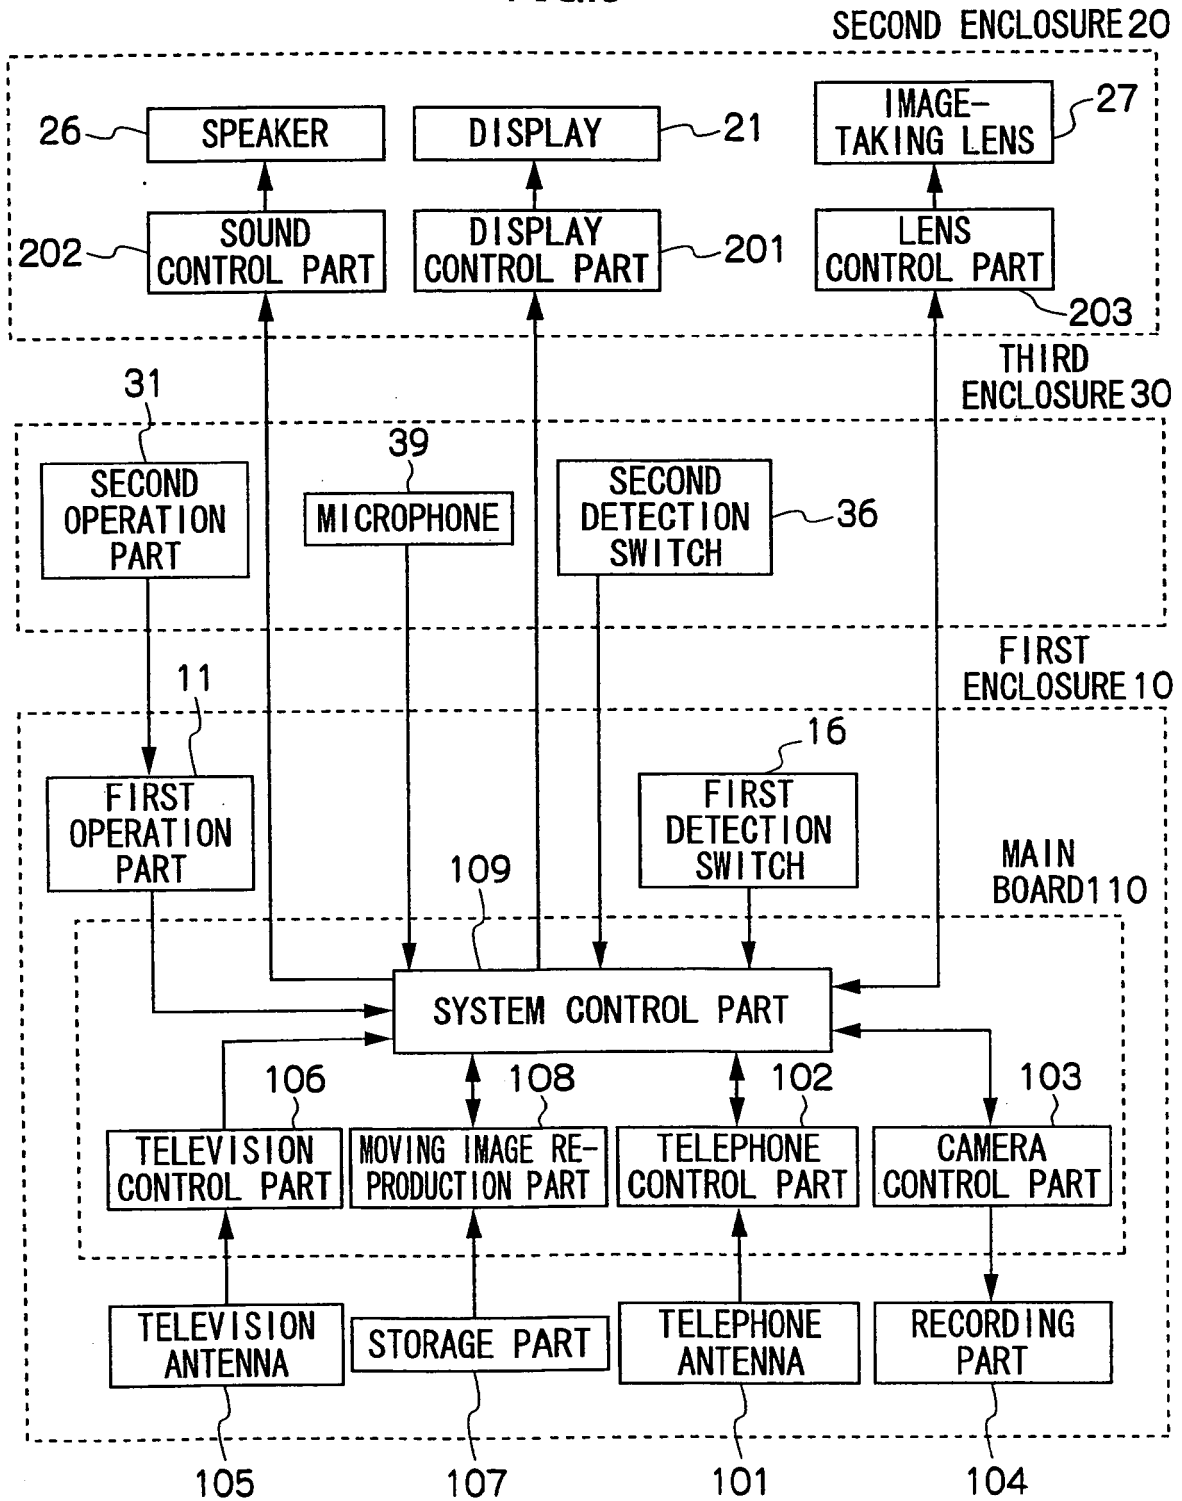 SECOND ENCLOSURE 20
26
SPEAKER
DISPLAY
21
IMAGE-
TAKING LENS
27
202
SOUND
CONTROL PART
DISPLAY
CONTROL PART
201
LENS
CONTROL PART
203
THIRD
ENCLOSURE 30
31
SECOND
OPERATION
PART
39
MICROPHONE
SECOND
DETECTION
SWITCH
36
FIRST
ENCLOSURE 10
11
FIRST
OPERATION
PART
16
FIRST
DETECTION
SWITCH
MAIN
BOARD 110
109
SYSTEM CONTROL PART
106
TELEVISION
CONTROL PART
108
MOVING IMAGE RE-
PRODUCTION PART
102
TELEPHONE
CONTROL PART
103
CAMERA
CONTROL PART
TELEVISION
ANTENNA
STORAGE PART
TELEPHONE
ANTENNA
RECORDING
PART
105
107
101
104